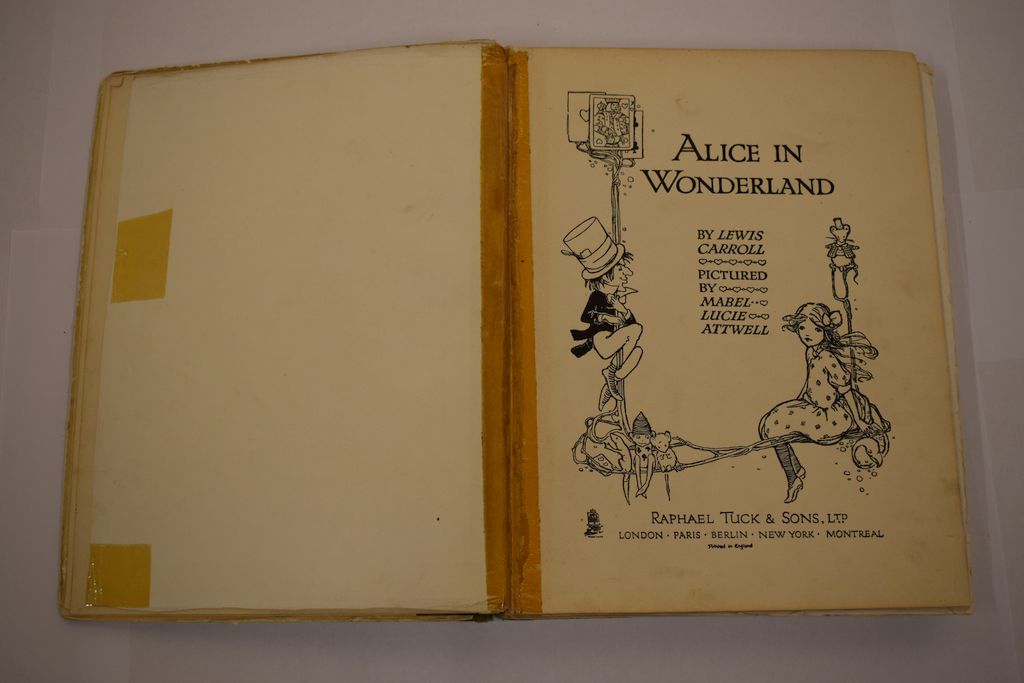 ALICE IN
WONDERLAND
BY LEWIS
CARROLL
PICTURED
BY
MABEL
LUCIE
ATTWELL
RAPHAEL TUCK & SONS, LTD
LONDON · PARIS · BERLIN · NEW YORK · MONTREAL
Printed in England